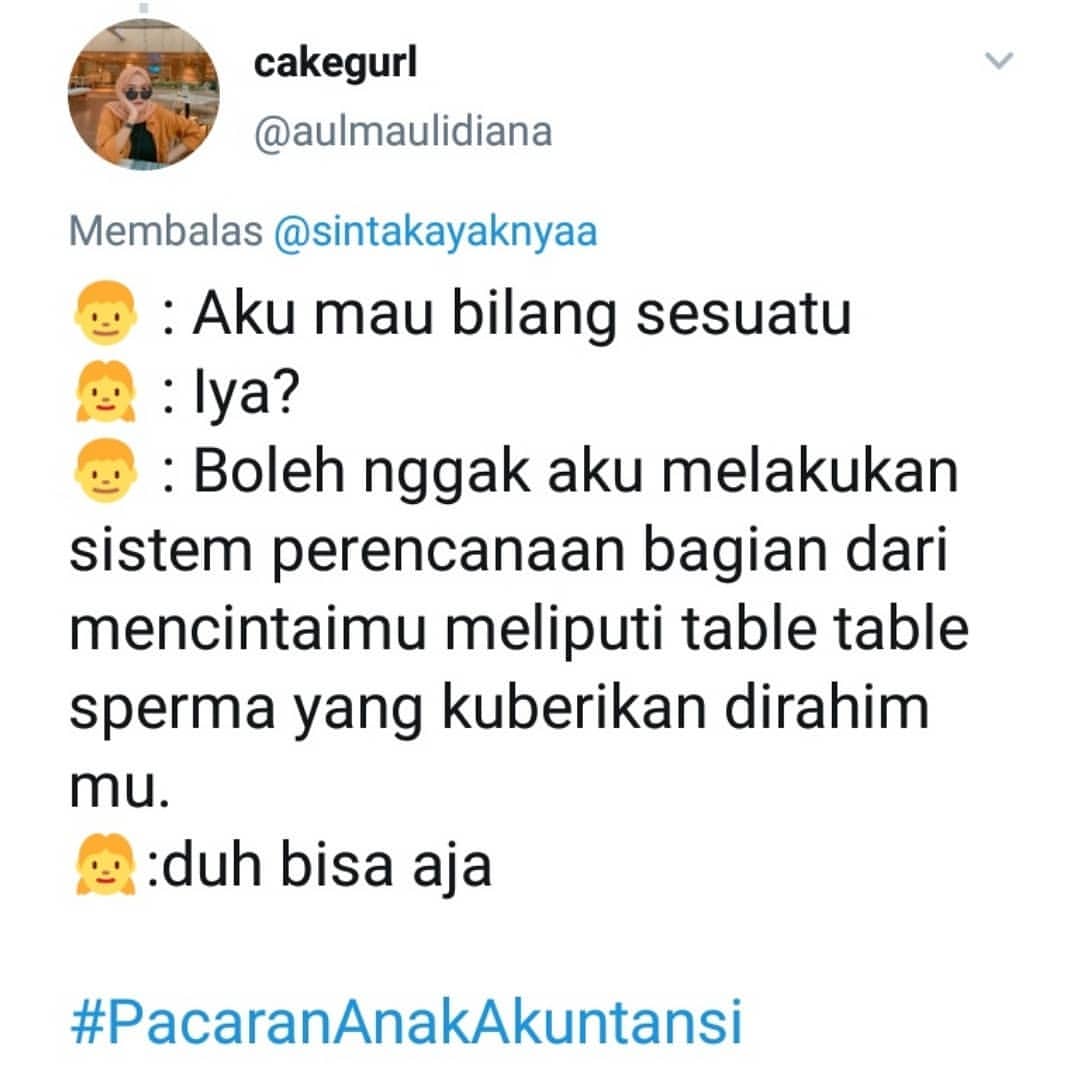 cakegurl
@aulmaulidiana
Membalas @sintakayaknyaa
👦 : Aku mau bilang sesuatu
👧 : Iya?
👦 : Boleh nggak aku melakukan
sistem perencanaan bagian dari
mencintaimu meliputi table table
sperma yang kuberikan dirahim
mu.
👧:duh bisa aja
#PacaranAnakAkuntansi